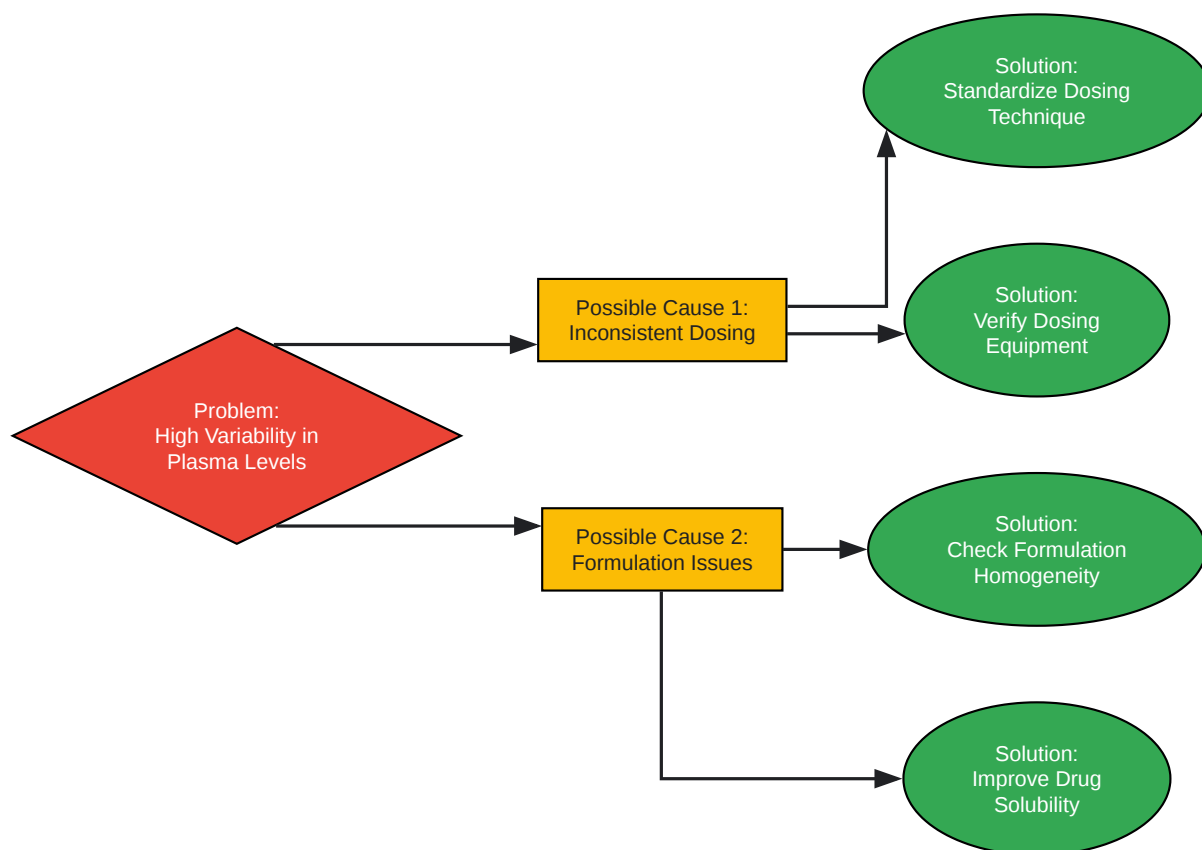 Problem:
High Variability in
Plasma Levels
Possible Cause 1:
Inconsistent Dosing
Possible Cause 2:
Formulation Issues
Solution:
Standardize Dosing
Technique
Solution:
Verify Dosing
Equipment
Solution:
Check Formulation
Homogeneity
Solution:
Improve Drug
Solubility